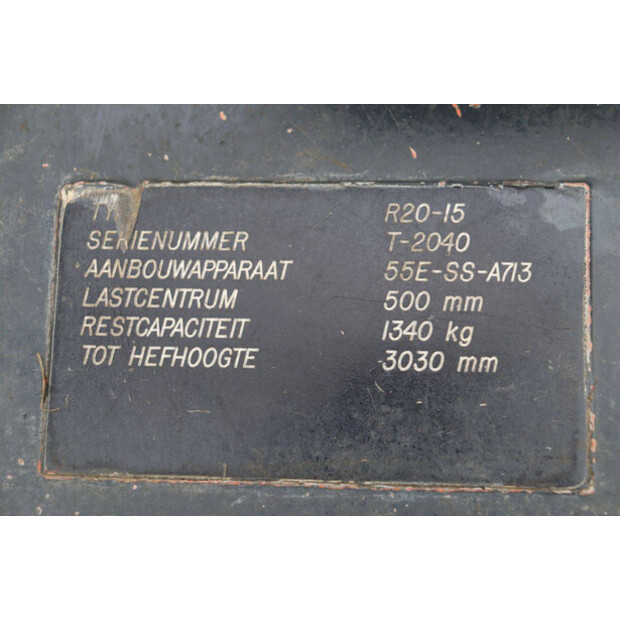 R20-15
SERIENUMMER T-2040
AANBOUWAPPARAAT 55E-SS-A713
LASTCENTRUM 500 mm
RESTCAPACITEIT 1340 kg
TOT HEFHOOGTE 3030 mm